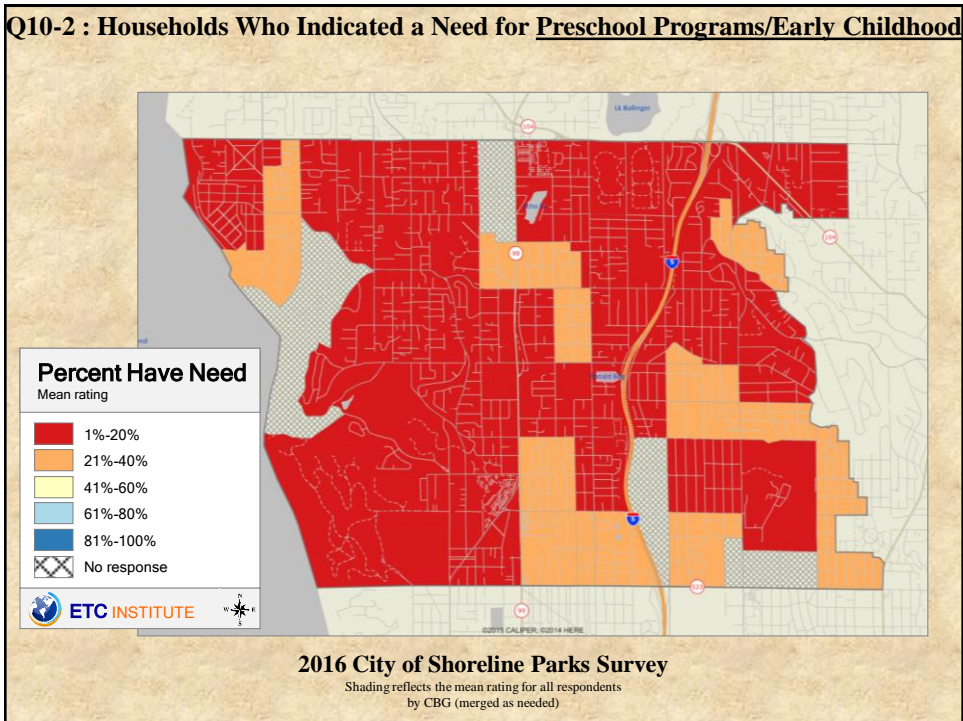 Q10-2 : Households Who Indicated a Need for Preschool Programs/Early Childhood
Lk Ballinger
104
99
5
104
Percent Have Need
Mean rating
1%-20%
21%-40%
41%-60%
61%-80%
81%-100%
No response
ETC INSTITUTE
N
W E
S
5
523
99
©2015 CALIPER; ©2014 HERE
2016 City of Shoreline Parks Survey
Shading reflects the mean rating for all respondents
by CBG (merged as needed)